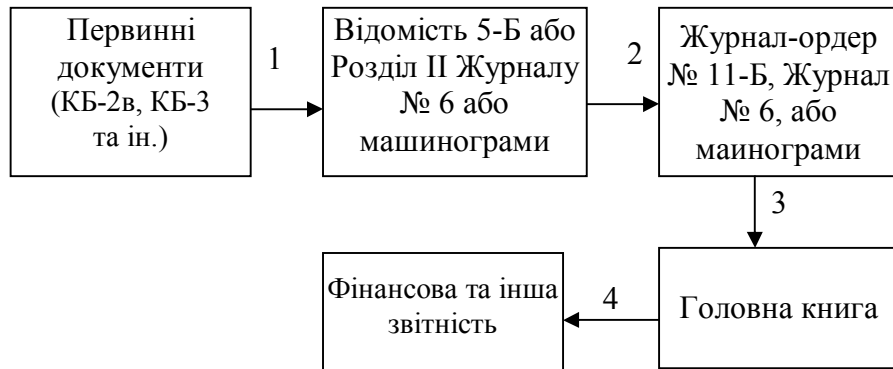 Первинні
документи
(КБ-2в, КБ-3
та ін.)
1
Відомість 5-Б або
Розділ ІІ Журналу
№ 6 або
машинограми
2
Журнал-ордер
№ 11-Б, Журнал
№ 6, або
маинограми
3
Головна книга
4
Фінансова та інша
звітність